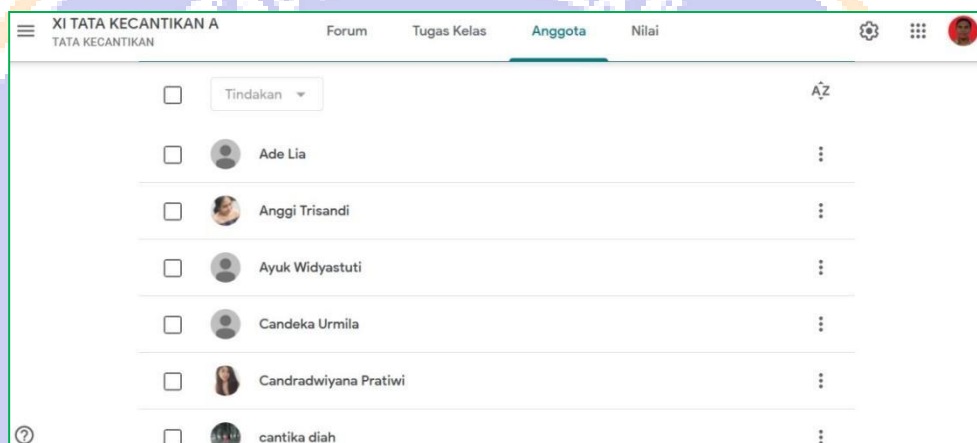 XI TATA KECANTIKAN A
TATA KECANTIKAN
Forum Tugas Kelas Anggota Nilai
Tindakan
AZ
Ade Lia
Anggi Trisandi
Ayuk Widyastuti
Candeka Urmila
Candradwiyana Pratiwi
cantika diah